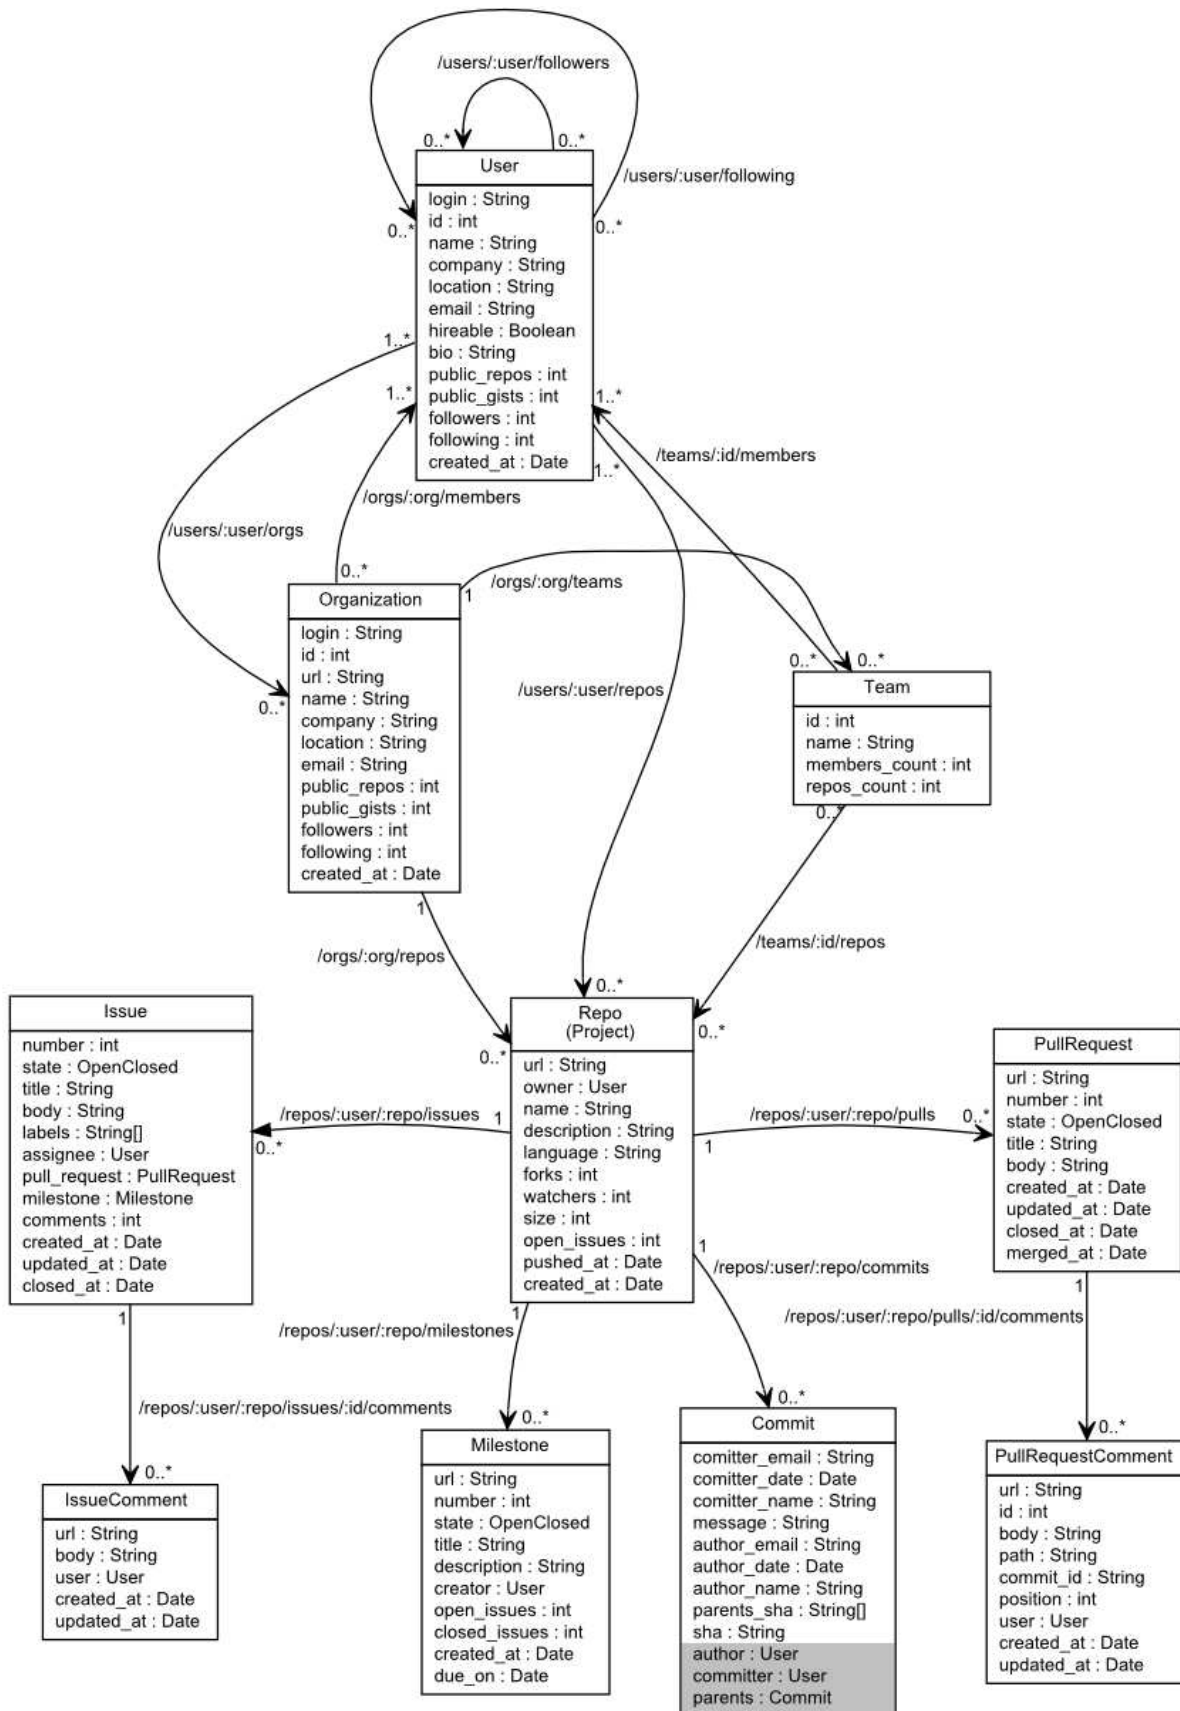 /users/:user/followers
0..*
0..*
User
/users/:user/following
login : String
id : int
name : String
company : String
location : String
email : String
hireable : Boolean
bio : String
public_repos : int
public_gists : int
followers : int
following : int
created_at : Date
0..*
0..*
1..*
1..*
1..*
1..*
/teams/:id/members
/orgs/:org/members
/users/:user/orgs
0..*
/orgs/:org/teams
1
Organization
login : String
id : int
url : String
name : String
company : String
location : String
email : String
public_repos : int
public_gists : int
followers : int
following : int
created_at : Date
0..*
1
0..*
0..*
Team
id : int
name : String
members_count : int
repos_count : int
0..*
/users/:user/repos
/orgs/:org/repos
/teams/:id/repos
0..*
0..*
0..*
Issue
number : int
state : OpenClosed
title : String
body : String
labels : String[]
assignee : User
pull_request : PullRequest
milestone : Milestone
comments : int
created_at : Date
updated_at : Date
closed_at : Date
1
/repos/:user/:repo/issues
1
0..*
Repo
(Project)
url : String
owner : User
name : String
description : String
language : String
forks : int
watchers : int
size : int
open_issues : int
pushed_at : Date
created_at : Date
1
/repos/:user/:repo/pulls
0..*
1
PullRequest
url : String
number : int
state : OpenClosed
title : String
body : String
created_at : Date
updated_at : Date
closed_at : Date
merged_at : Date
1
1
/repos/:user/:repo/commits
/repos/:user/:repo/milestones
/repos/:user/:repo/pulls/:id/comments
/repos/:user/:repo/issues/:id/comments
0..*
0..*
0..*
0..*
IssueComment
url : String
body : String
user : User
created_at : Date
updated_at : Date
Milestone
url : String
number : int
state : OpenClosed
title : String
description : String
creator : User
open_issues : int
closed_issues : int
created_at : Date
due_on : Date
Commit
comitter_email : String
comitter_date : Date
comitter_name : String
message : String
author_email : String
author_date : Date
author_name : String
parents_sha : String[]
sha : String
author : User
committer : User
parents : Commit
PullRequestComment
url : String
id : int
body : String
path : String
commit_id : String
position : int
user : User
created_at : Date
updated_at : Date